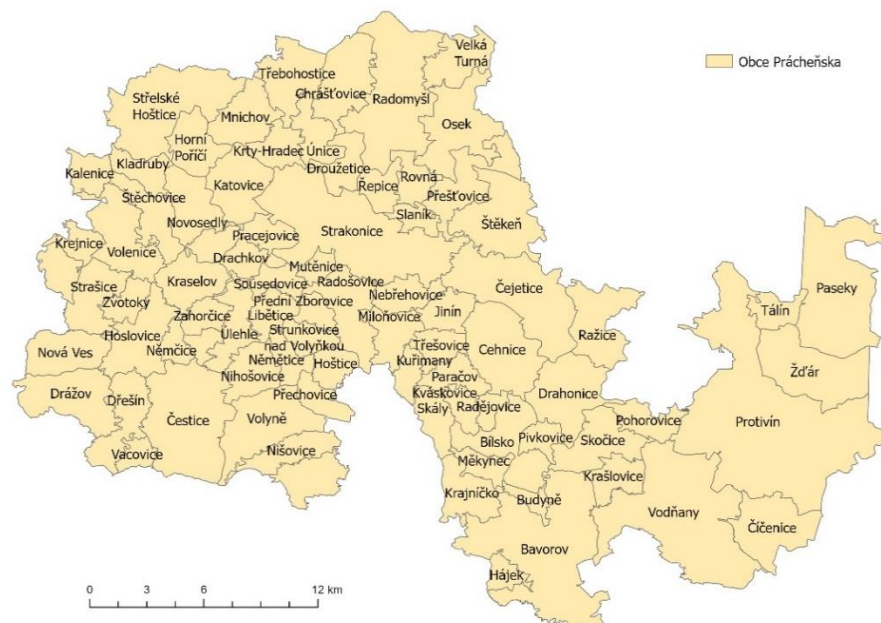 Velká
Turná
Obce Prácheňska
Třebohostice
Chrášťovice
Radomyšl
Střelské
Hoštice
Mnichov
Osek
Horní
Poříčí
Krty-Hradec
Únice
Kladruby
Droužetice
Kalenice
Katovice
Řepice
Rovná
Přešťovice
Štěchovice
Slaník
Štěkeň
Novosedly
Pracejovice
Strakonice
Krejnice
Volenice
Drachkov
Mutěnice
Paseky
Strašice
Kraselov
Sousedovice
Radošovice
Nebřehovice
Čejetice
Zvotoky
Přední Zborovice
Jinín
Tálín
Zahorčice
Libětice
Miloňovice
Hoslovice
Úlehle
Strunkovice
nad Volyňkou
Třešovice
Cehnice
Ražice
Nová Ves
Němčice
Němětice
Hoštice
Kuřimany
Žďár
Nihošovice
Paračov
Drážov
Dřešín
Přechovice
Kváskovice
Drahonice
Čestice
Volyně
Skály
Radějovice
Pohorovice
Protivín
Bílsko
Pivkovice
Skočice
Vacovice
Nišovice
Měkynec
Krašlovice
Krajníčko
Budyně
Vodňany
Číčenice
Bavorov
Hájek
0 3 6 12 km